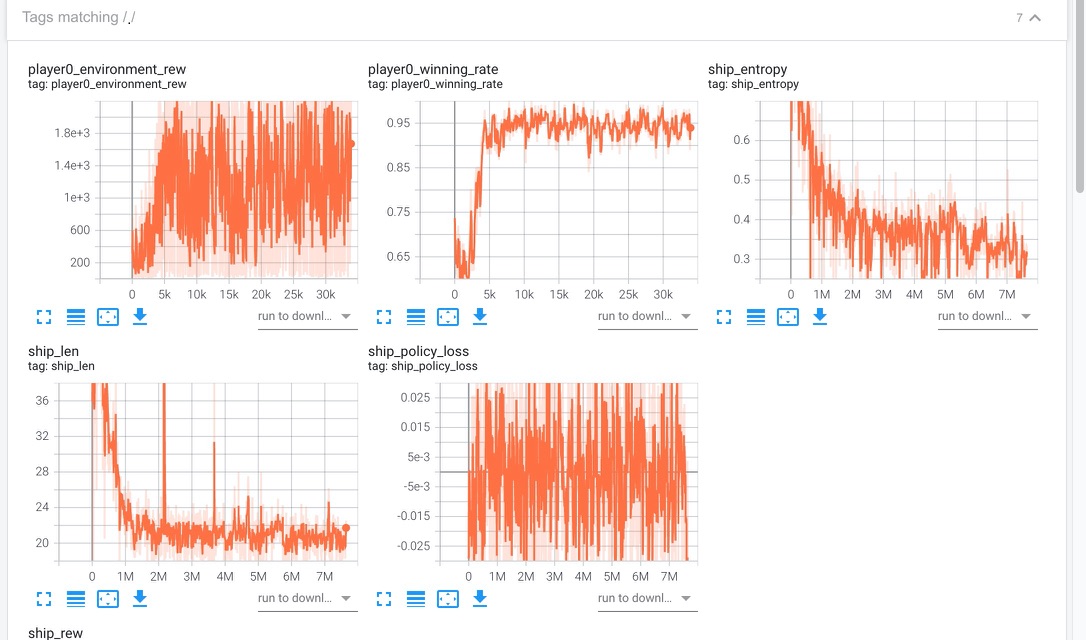 Tags matching /./
7
player0_environment_rew
tag: player0_environment_rew
1.8e+3
1.4e+3
1e+3
600
200
0 5k 10k 15k 20k 25k 30k
run to downl...
player0_winning_rate
tag: player0_winning_rate
0.95
0.85
0.75
0.65
0 5k 10k 15k 20k 25k 30k
run to downl...
ship_entropy
tag: ship_entropy
0.6
0.5
0.4
0.3
0 1M 2M 3M 4M 5M 6M 7M
run to downl...
ship_len
tag: ship_len
36
32
28
24
20
0 1M 2M 3M 4M 5M 6M 7M
run to downl...
ship_policy_loss
tag: ship_policy_loss
0.025
0.015
5e-3
-5e-3
-0.015
-0.025
0 1M 2M 3M 4M 5M 6M 7M
run to downl...
ship_rew